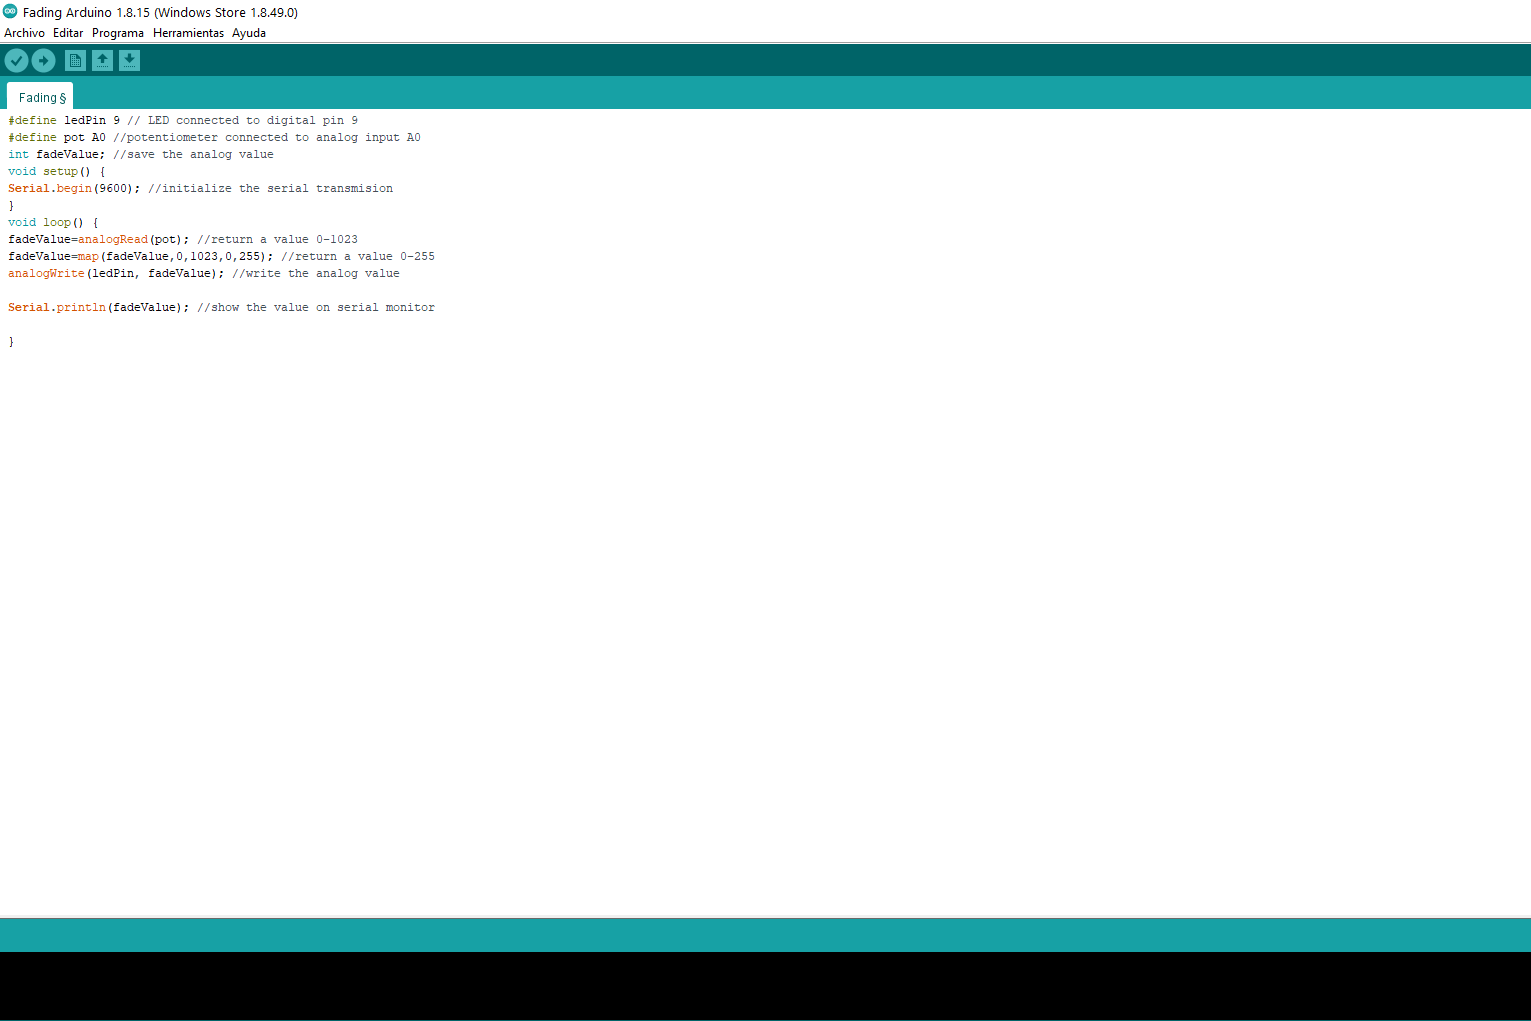 Fading Arduino 1.8.15 (Windows Store 1.8.49.0)
Archivo Editar Programa Herramientas Ayuda
Fading §
#define ledPin 9 // LED connected to digital pin 9
#define pot A0 //potentiometer connected to analog input A0
int fadeValue; //save the analog value
void setup() {
Serial.begin(9600); //initialize the serial transmision
}
void loop() {
fadeValue=analogRead(pot); //return a value 0-1023
fadeValue=map(fadeValue,0,1023,0,255); //return a value 0-255
analogWrite(ledPin, fadeValue); //write the analog value
Serial.println(fadeValue); //show the value on serial monitor
}